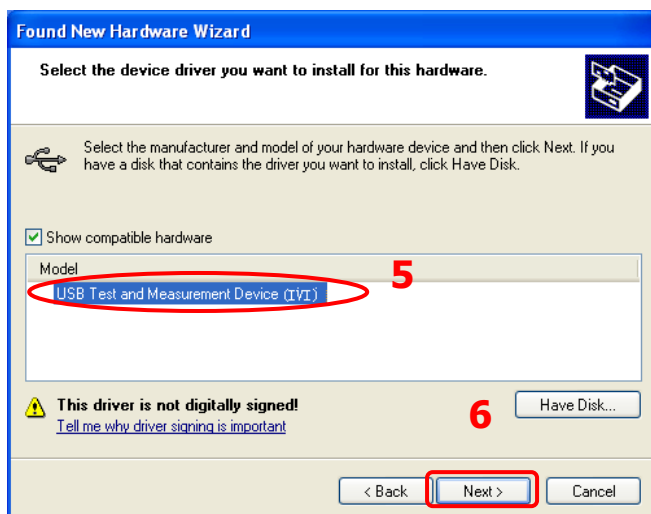 Found New Hardware Wizard
Select the device driver you want to install for this hardware.
Select the manufacturer and model of your hardware device and then click Next. If you
have a disk that contains the driver you want to install, click Have Disk.
Show compatible hardware
Model
5
USB Test and Measurement Device (IVI)
This driver is not digitally signed!
Tell me why driver signing is important
6
Have Disk...
< Back
Next >
Cancel